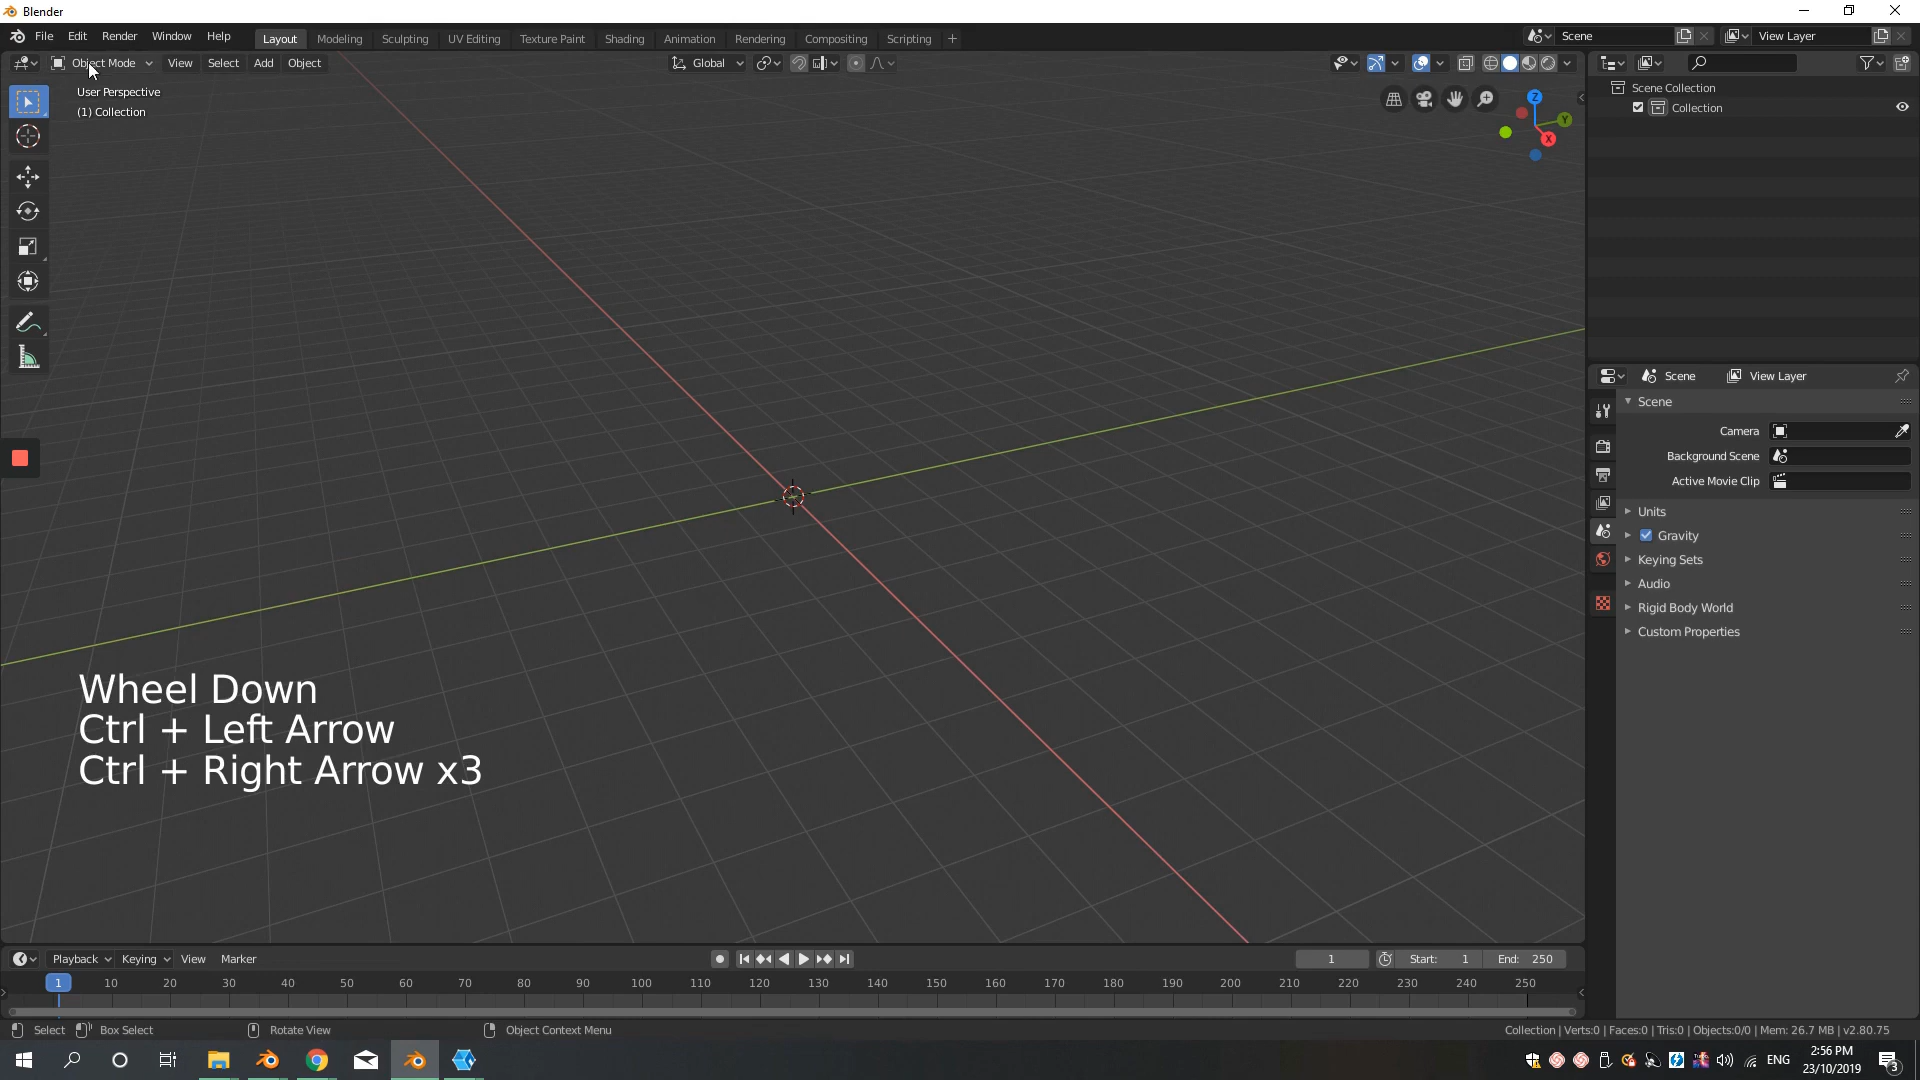 Blender
File Edit Render Window Help
Layout Modeling Sculpting UV Editing Texture Paint Shading Animation Rendering Compositing Scripting +
Scene View Layer
Object Mode View Select Add Object
Global
User Perspective
(1) Collection
Z
Y
X
Scene Collection
Collection
Scene View Layer
Scene
Camera
Background Scene
Active Movie Clip
Units
Gravity
Keying Sets
Audio
Rigid Body World
Custom Properties
Wheel Down
Ctrl + Left Arrow
Ctrl + Right Arrow x3
Playback Keying View Marker
1 Start: 1 End: 250
1 10 20 30 40 50 60 70 80 90 100 110 120 130 140 150 160 170 180 190 200 210 220 230 240 250
Select Box Select Rotate View Object Context Menu
Collection | Verts:0 | Faces:0 | Tris:0 | Objects:0/0 | Mem: 26.7 MB | v2.80.75
ENG
2:56 PM
23/10/2019
3